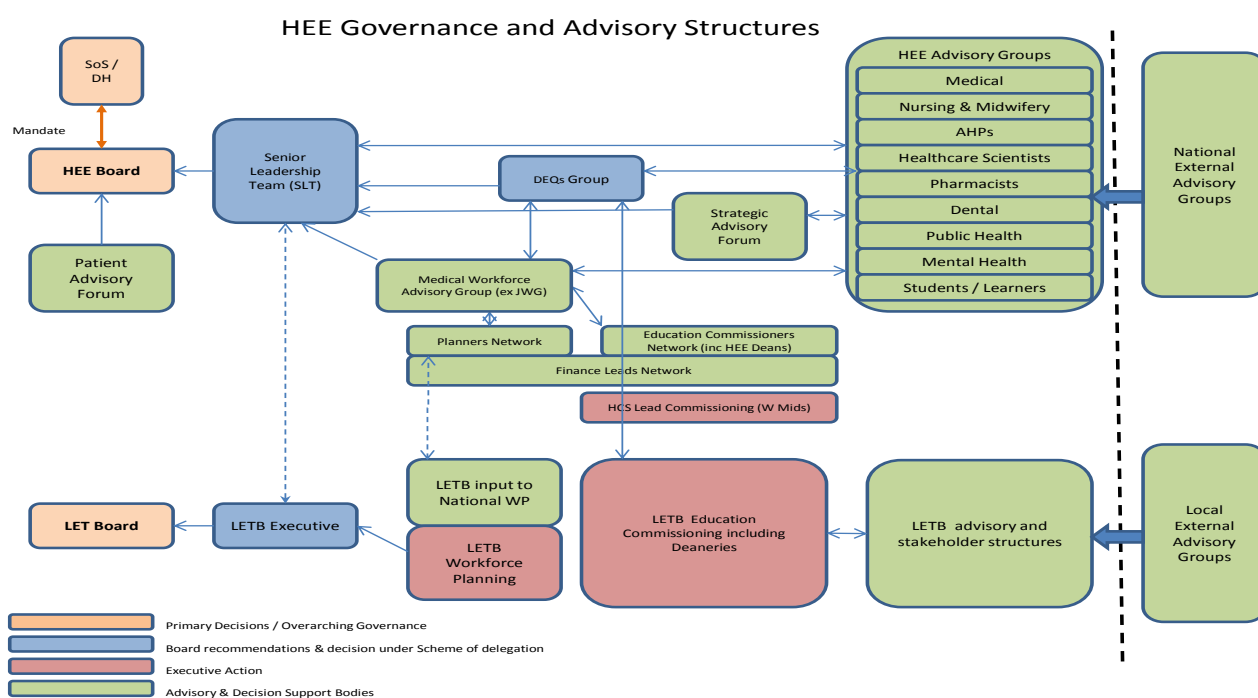 HEE Governance and Advisory Structures
SoS /
DH
Mandate
HEE Board
Patient
Advisory
Forum
Senior
Leadership
Team (SLT)
DEQs Group
Strategic
Advisory
Forum
Medical Workforce
Advisory Group (ex JWG)
Planners Network
Education Commissioners
Network (inc HEE Deans)
Finance Leads Network
HCS Lead Commissioning (W Mids)
HEE Advisory Groups
Medical
Nursing & Midwifery
AHPs
Healthcare Scientists
Pharmacists
Dental
Public Health
Mental Health
Students / Learners
National
External
Advisory
Groups
LET Board
LETB Executive
LETB input to
National WP
LETB
Workforce
Planning
LETB Education
Commissioning including
Deaneries
LETB advisory and
stakeholder structures
Local
External
Advisory
Groups
Primary Decisions / Overarching Governance
Board recommendations & decision under Scheme of delegation
Executive Action
Advisory & Decision Support Bodies